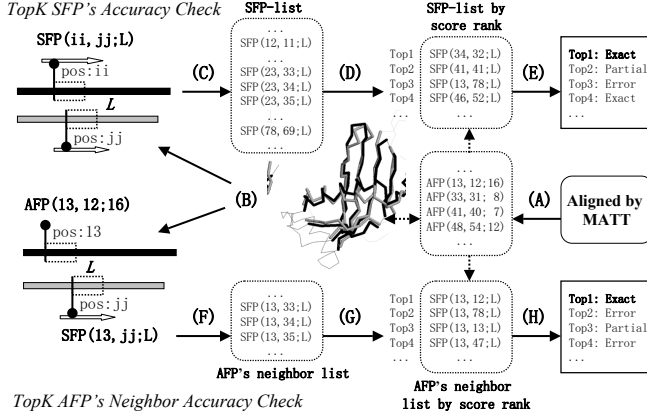 TopK SFP's Accuracy Check
SFP(ii, jj;L)
pos:ii
L
pos:jj
(C)
SFP-list
...
SFP(12, 11;L)
...
SFP(23, 33;L)
SFP(23, 34;L)
SFP(23, 35;L)
...
SFP(78, 69;L)
...
(D)
SFP-list by
score rank
Top1 SFP(34, 32;L)
Top2 SFP(41, 41;L)
Top3 SFP(13, 78;L)
Top4 SFP(46, 52;L)
... ...
(E)
Top1: Exact
Top2: Partial
Top3: Error
Top4: Exact
...
(B)
...
AFP(13, 12;16)
AFP(33, 31; 8)
AFP(41, 40; 7)
AFP(48, 54;12)
...
(A)
Aligned by
MATT
AFP(13, 12;16)
pos:13
L
pos:jj
SFP(13, jj;L)
(F)
...
SFP(13, 33;L)
SFP(13, 34;L)
SFP(13, 35;L)
...
AFP's neighbor list
(G)
Top1 SFP(13, 12;L)
Top2 SFP(13, 78;L)
Top3 SFP(13, 13;L)
Top4 SFP(13, 47;L)
... ...
AFP's neighbor
list by score rank
(H)
Top1: Exact
Top2: Error
Top3: Partial
Top4: Error
...
TopK AFP's Neighbor Accuracy Check